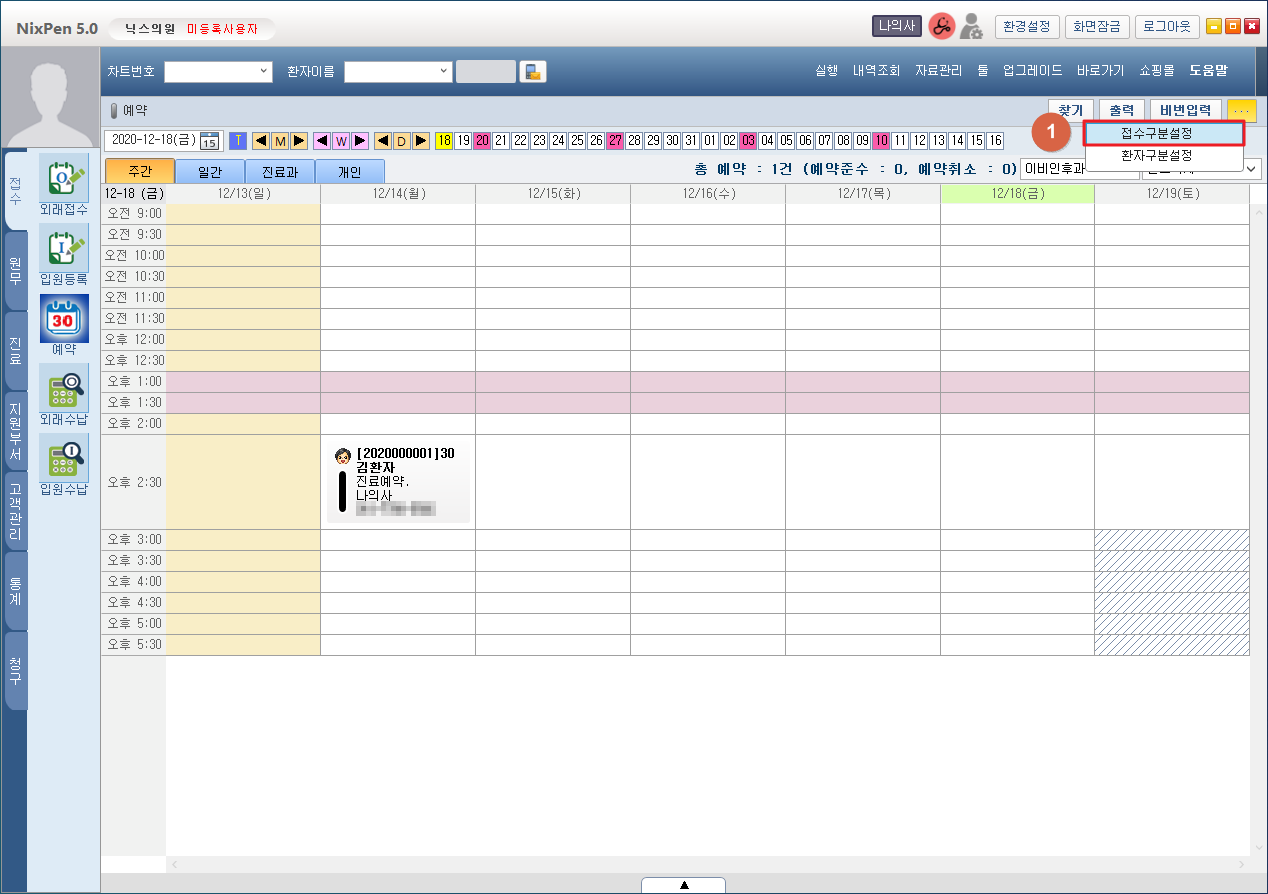 NixPen 5.0 닉스의원 미등록사용자 나의사 환경설정 화면잠금 로그아웃
차트번호 환자이름 실행 내역조회 자료관리 툴 업그레이드 바로가기 쇼핑몰 도움말
예약 찾기 출력 비번입력 ...
1 접수구분설정
환자구분설정
2020-12-18(금) 15 T ◀ M ▶ ◀ W ▶ ◀ D ▶ 18 19 20 21 22 23 24 25 26 27 28 29 30 31 01 02 03 04 05 06 07 08 09 10 11 12 13 14 15 16
주간 일간 진료과 개인 총 예약 : 1건 (예약준수 : 0, 예약취소 : 0) 이비인후과
12-18 (금) 12/13(일) 12/14(월) 12/15(화) 12/16(수) 12/17(목) 12/18(금) 12/19(토)
오전 9:00
오전 9:30
오전 10:00
오전 10:30
오전 11:00
오전 11:30
오후 12:00
오후 12:30
오후 1:00
오후 1:30
오후 2:00
오후 2:30
[2020000001]30
김환자
진료예약.
나의사
오후 3:00
오후 3:30
오후 4:00
오후 4:30
오후 5:00
오후 5:30
접수
원무
진료
지원부서
고객관리
통계
청구
O
외래접수
I
입원등록
30
예약
외래수납
I
입원수납
▲